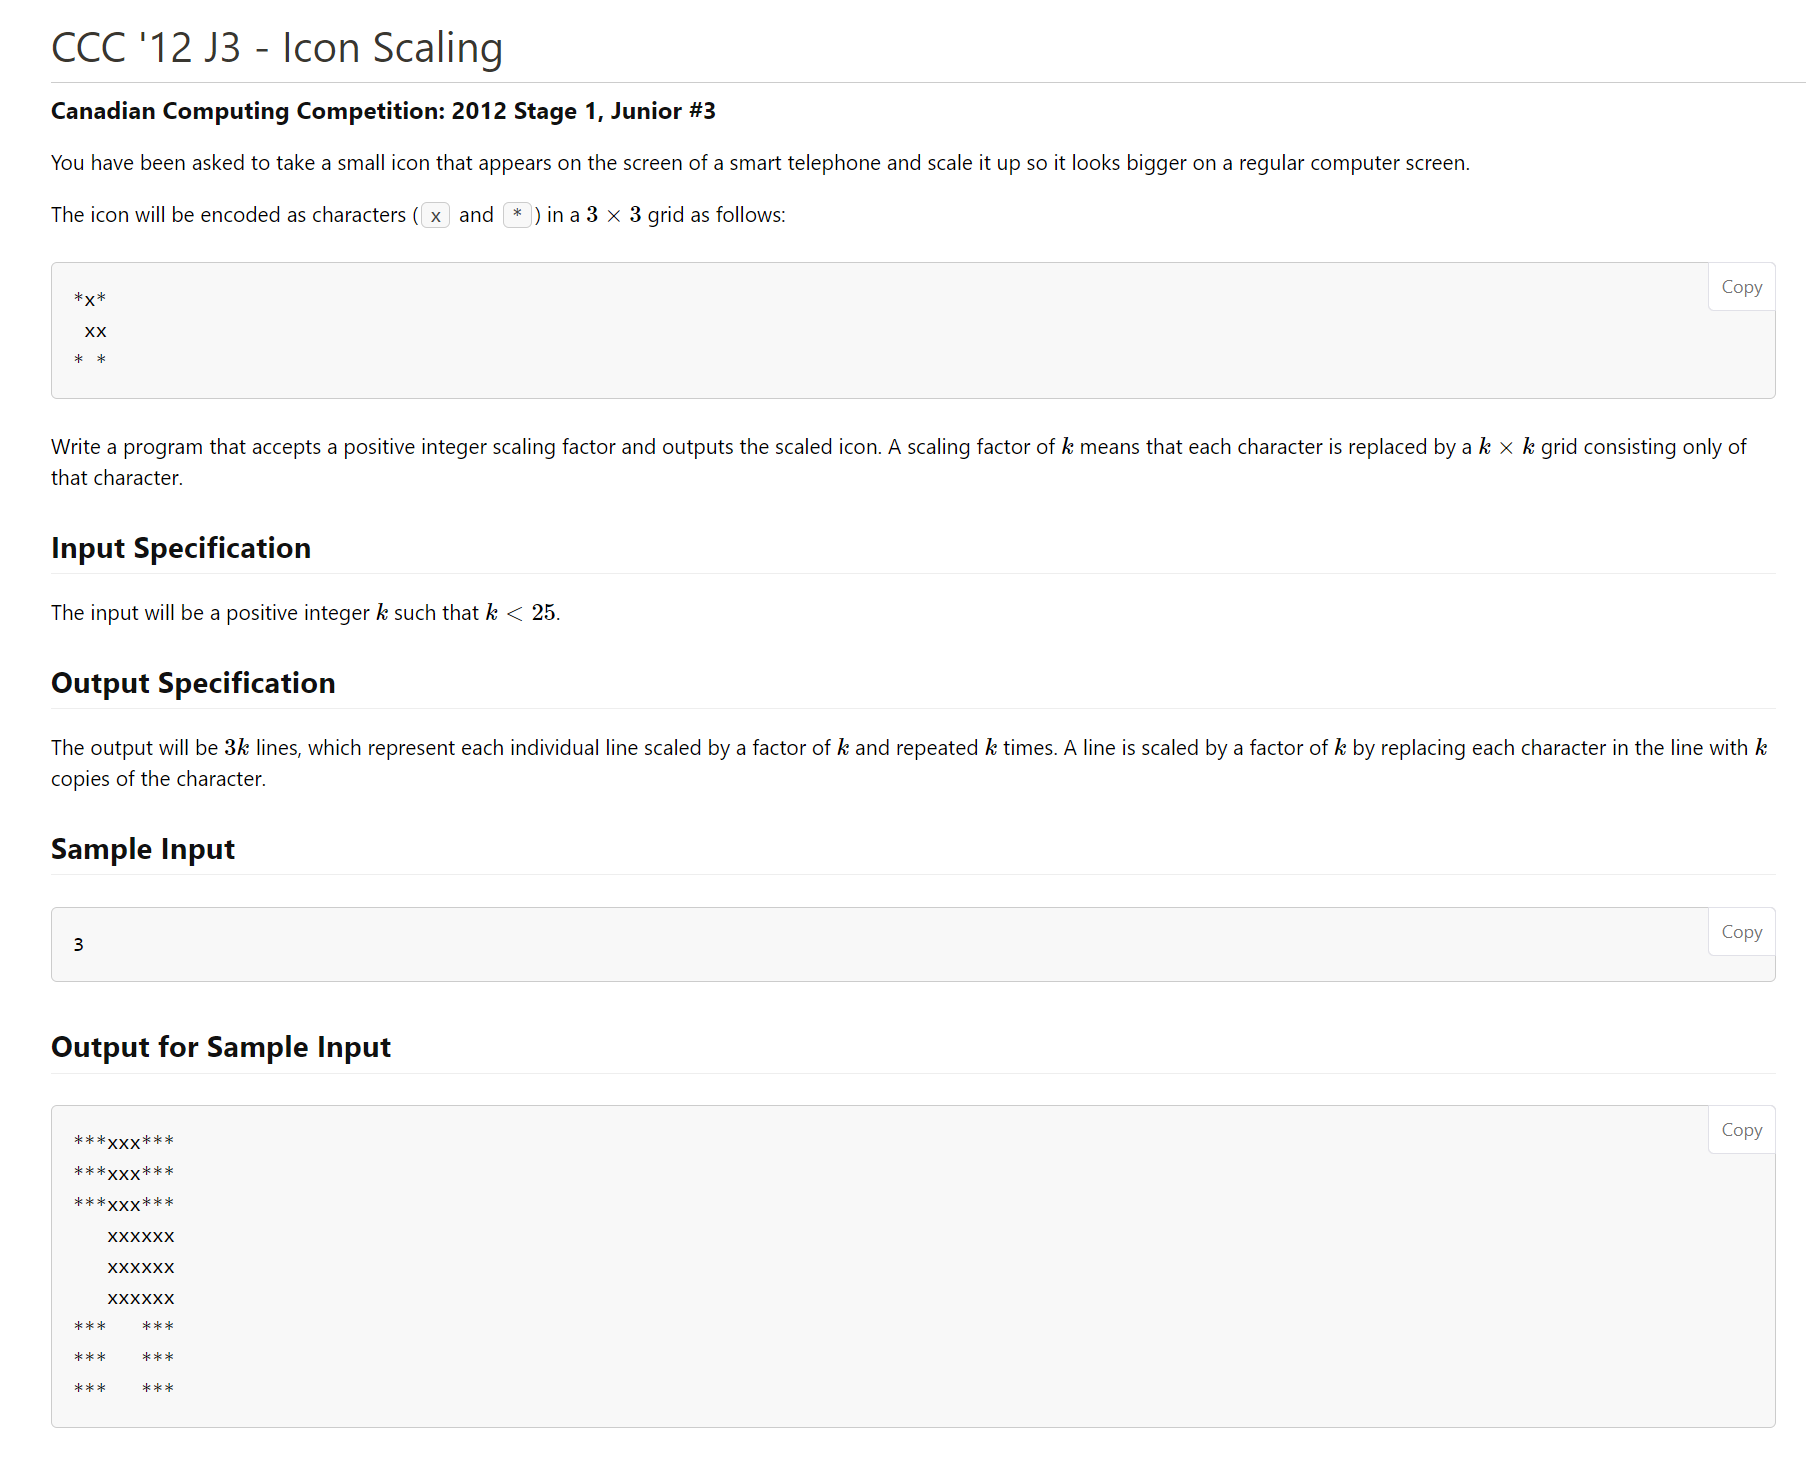 CCC '12 J3 - Icon Scaling
Canadian Computing Competition: 2012 Stage 1, Junior #3
You have been asked to take a small icon that appears on the screen of a smart telephone and scale it up so it looks bigger on a regular computer screen.
The icon will be encoded as characters ( x and * ) in a 3 × 3 grid as follows:
Copy
*x*
 xx
* *
Write a program that accepts a positive integer scaling factor and outputs the scaled icon. A scaling factor of k means that each character is replaced by a k × k grid consisting only of
that character.
Input Specification
The input will be a positive integer k such that k < 25.
Output Specification
The output will be 3k lines, which represent each individual line scaled by a factor of k and repeated k times. A line is scaled by a factor of k by replacing each character in the line with k
copies of the character.
Sample Input
Copy
3
Output for Sample Input
Copy
***xxx***
***xxx***
***xxx***
   xxxxxx
   xxxxxx
   xxxxxx
***   ***
***   ***
***   ***